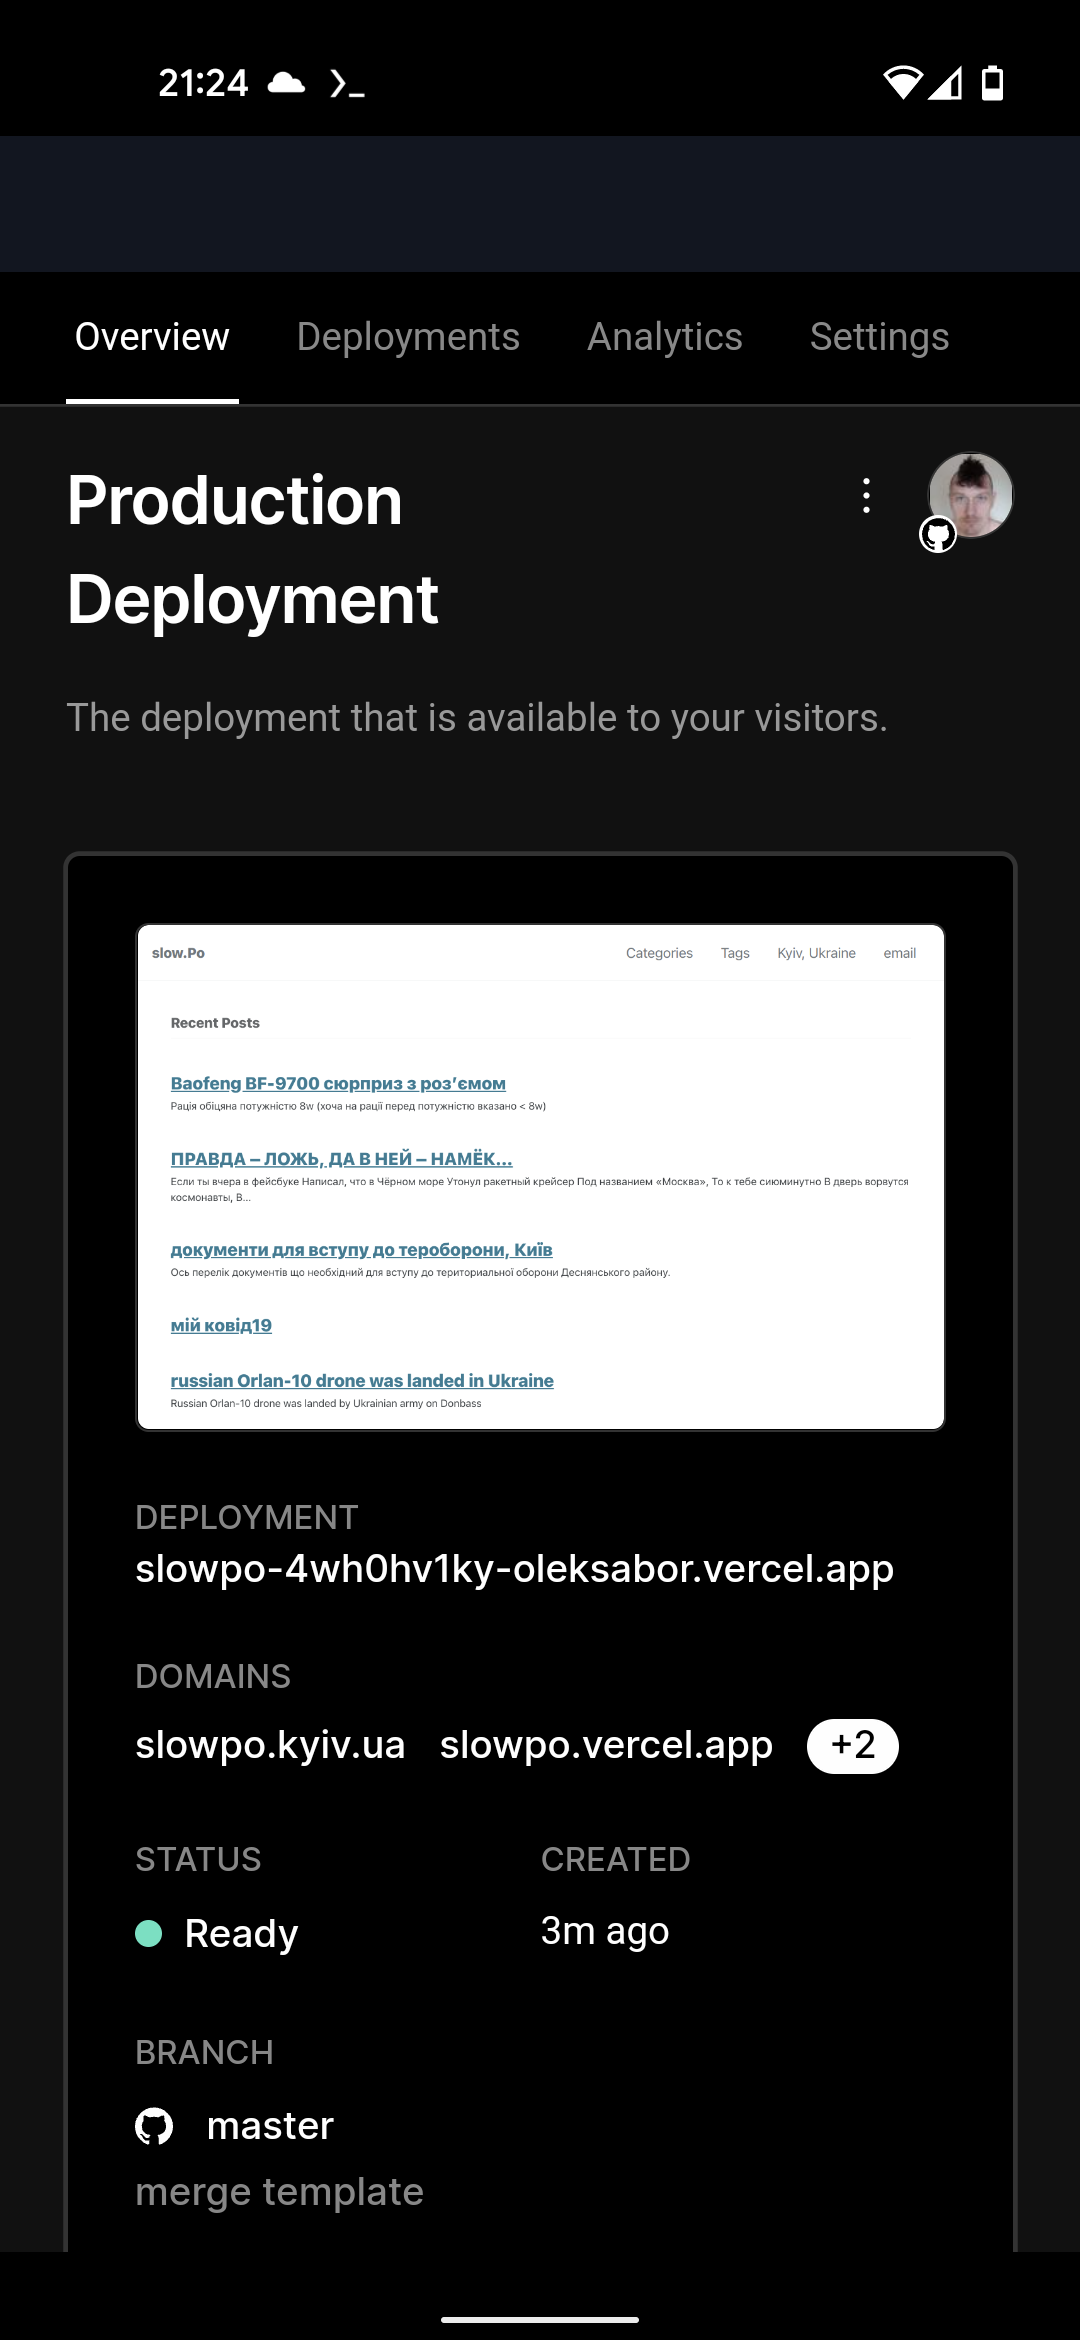 21:24
Overview Deployments Analytics Settings
Production
Deployment
The deployment that is available to your visitors.
slow.Po Categories Tags Kyiv, Ukraine email
Recent Posts
Baofeng BF-9700 сюрприз з роз’ємом
Рація обіцяна потужністю 8w (хоча на рації перед потужністю вказано < 8w)
ПРАВДА – ЛОЖЬ, ДА В НЕЙ – НАМЁК...
Если ты вчера в фейсбуке Написал, что в Чёрном море Утонул ракетный крейсер Под названием «Москва», То к тебе сиюминутно В дверь ворвутся
космонавты, В...
документи для вступу до тероборони, Київ
Ось перелік документів що необхідний для вступу до териториальної оборони Деснянського району.
мій ковід19
russian Orlan-10 drone was landed in Ukraine
Russian Orlan-10 drone was landed by Ukrainian army on Donbass
DEPLOYMENT
slowpo-4wh0hv1ky-oleksabor.vercel.app
DOMAINS
slowpo.kyiv.ua slowpo.vercel.app +2
STATUS CREATED
Ready 3m ago
BRANCH
master
merge template